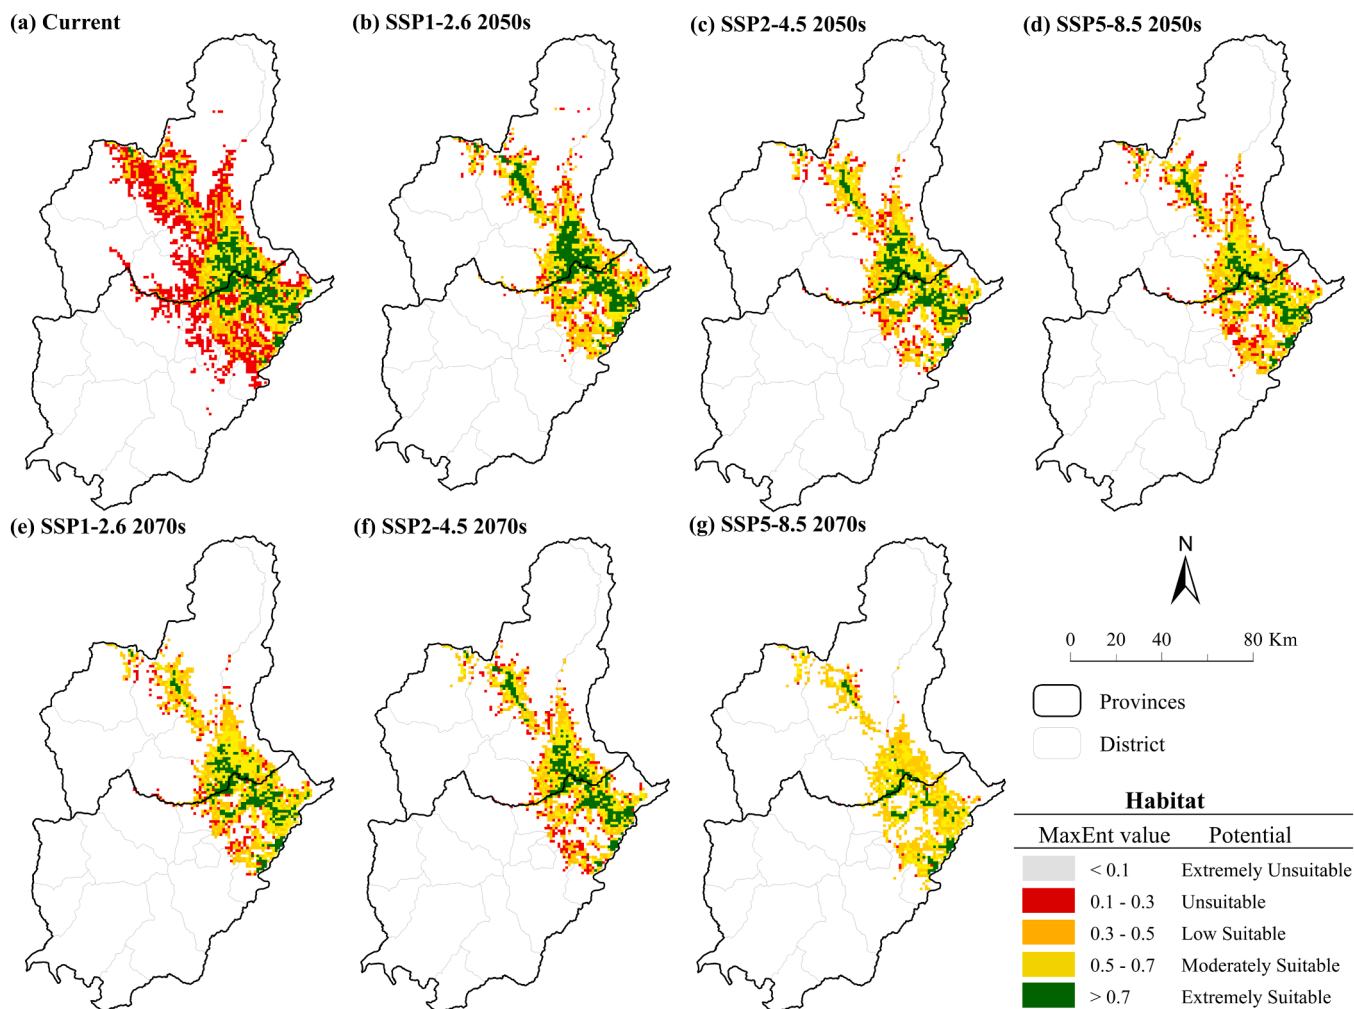 (a) Current
(b) SSP1-2.6 2050s
(c) SSP2-4.5 2050s
(d) SSP5-8.5 2050s
(e) SSP1-2.6 2070s
(f) SSP2-4.5 2070s
(g) SSP5-8.5 2070s
N
0 20 40 80 Km
Provinces
District
Habitat
MaxEnt value Potential
< 0.1 Extremely Unsuitable
0.1 - 0.3 Unsuitable
0.3 - 0.5 Low Suitable
0.5 - 0.7 Moderately Suitable
> 0.7 Extremely Suitable